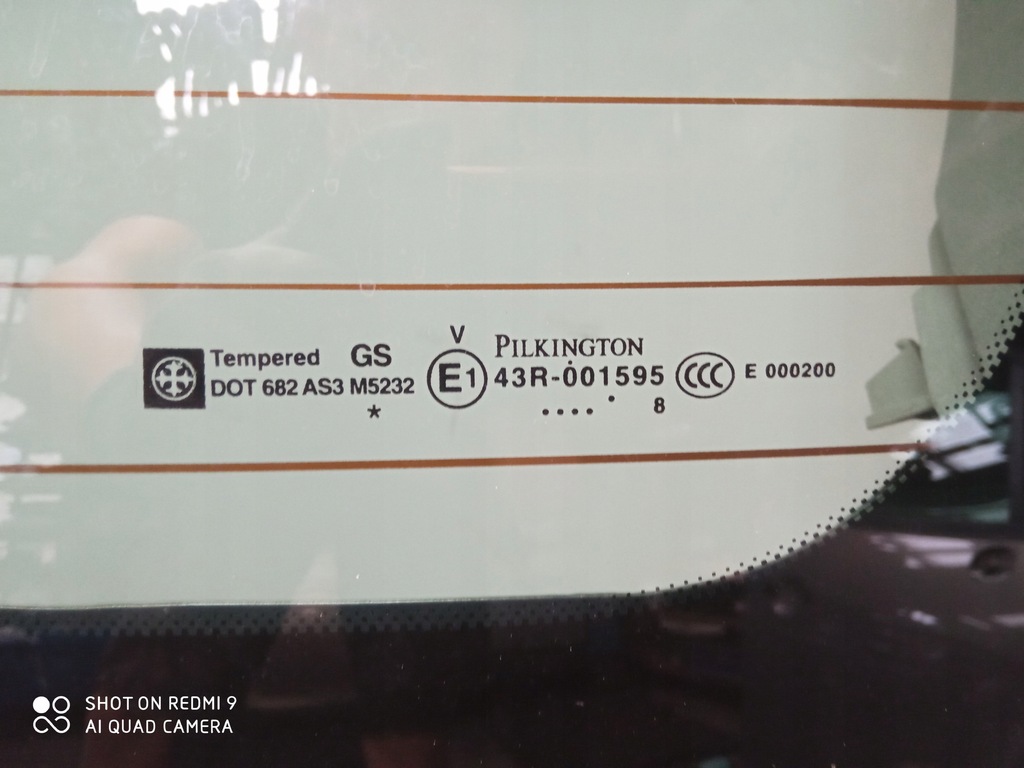 V
Tempered GS PILKINGTON
DOT 682 AS3 M5232 E1 43R-001595 CCC E 000200
* .... . 8
SHOT ON REDMI 9
AI QUAD CAMERA